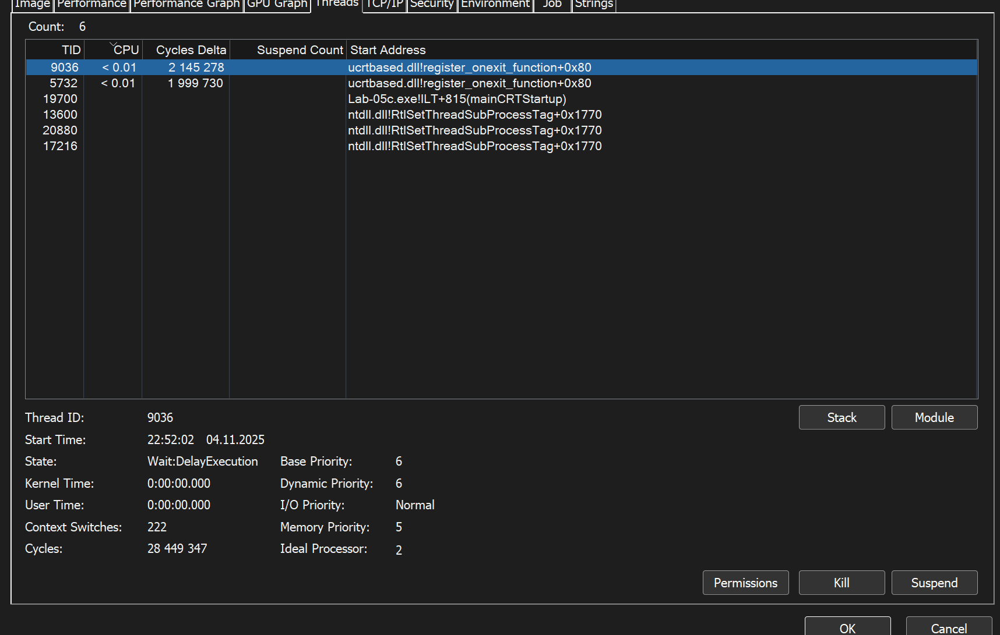 Image Performance Performance Graph GPU Graph Threads TCP/IP Security Environment Job Strings
Count: 6
TID CPU Cycles Delta Suspend Count Start Address
9036 < 0.01 2 145 278 ucrtbased.dll!register_onexit_function+0x80
5732 < 0.01 1 999 730 ucrtbased.dll!register_onexit_function+0x80
19700 Lab-05c.exe!ILT+815(mainCRTStartup)
13600 ntdll.dll!RtlSetThreadSubProcessTag+0x1770
20880 ntdll.dll!RtlSetThreadSubProcessTag+0x1770
17216 ntdll.dll!RtlSetThreadSubProcessTag+0x1770
Thread ID: 9036 Stack Module
Start Time: 22:52:02 04.11.2025
State: Wait:DelayExecution Base Priority: 6
Kernel Time: 0:00:00.000 Dynamic Priority: 6
User Time: 0:00:00.000 I/O Priority: Normal
Context Switches: 222 Memory Priority: 5
Cycles: 28 449 347 Ideal Processor: 2
Permissions Kill Suspend
OK Cancel